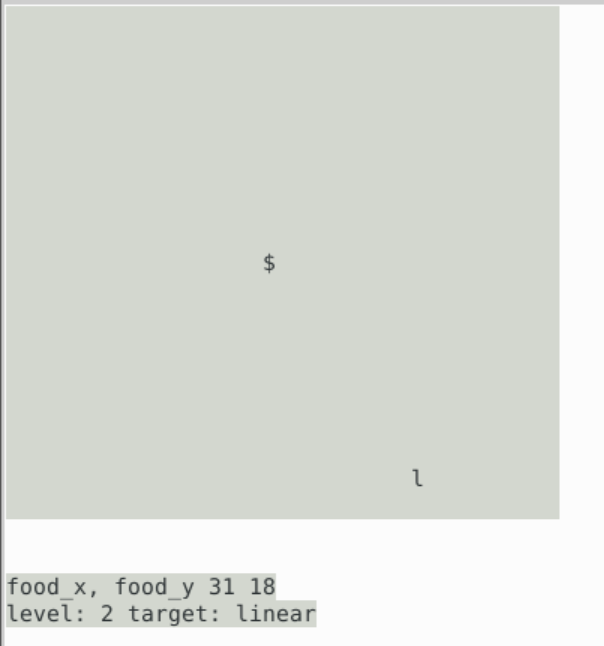 $
l
food_x, food_y 31 18
level: 2 target: linear